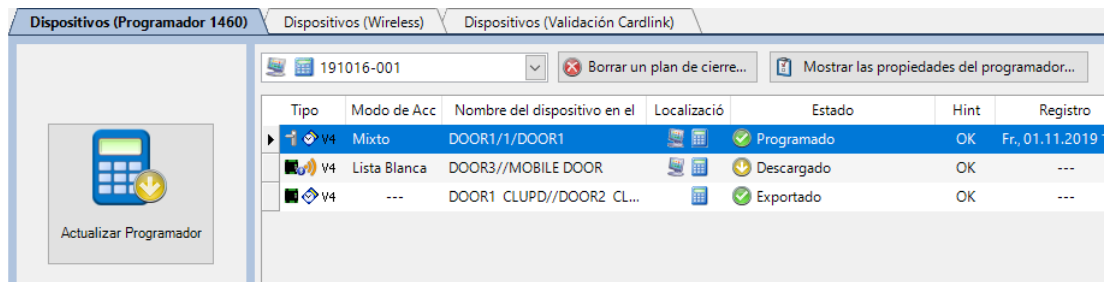 Dispositivos (Programador 1460) Dispositivos (Wireless) Dispositivos (Validación Cardlink)
191016-001 Borrar un plan de cierre... Mostrar las propiedades del programador...
Tipo Modo de Acc Nombre del dispositivo en el Localizació Estado Hint Registro
V4 Mixto DOOR1/1/DOOR1 Programado OK Fr., 01.11.2019 1
V4 Lista Blanca DOOR3//MOBILE DOOR Descargado OK ---
V4 --- DOOR1 CLUPD//DOOR2 CL... Exportado OK ---
Actualizar Programador